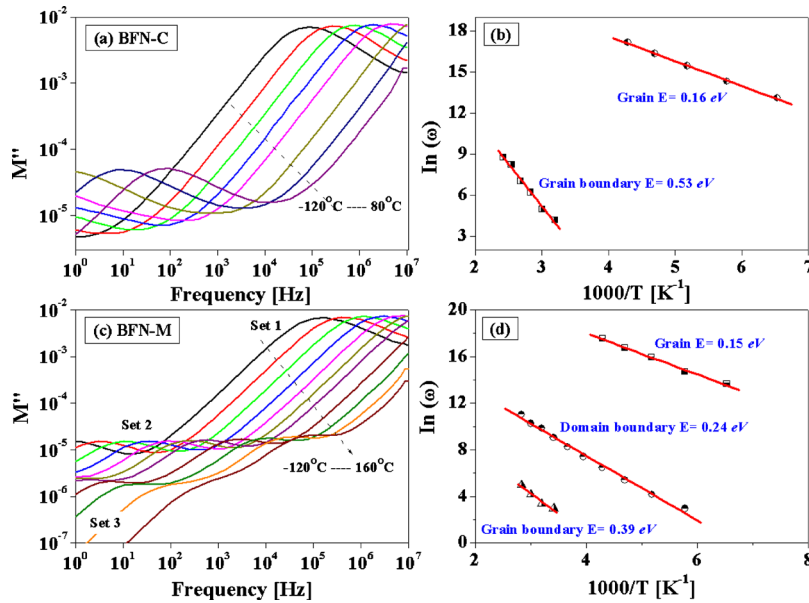 (a) BFN-C
M''
10⁻²
10⁻³
10⁻⁴
10⁻⁵
-120°C ---- 80°C
10⁰ 10¹ 10² 10³ 10⁴ 10⁵ 10⁶ 10⁷
Frequency [Hz]
(b)
In (ω)
18
15
12
9
6
3
Grain E= 0.16 eV
Grain boundary E= 0.53 eV
2 3 4 5 6 7
1000/T [K⁻¹]
(c) BFN-M
M''
10⁻²
10⁻³
10⁻⁴
10⁻⁵
10⁻⁶
10⁻⁷
Set 1
Set 2
-120°C ---- 160°C
Set 3
10⁰ 10¹ 10² 10³ 10⁴ 10⁵ 10⁶ 10⁷
Frequency [Hz]
(d)
In (ω)
20
16
12
8
4
0
Grain E= 0.15 eV
Domain boundary E= 0.24 eV
Grain boundary E= 0.39 eV
2 4 6 8
1000/T [K⁻¹]